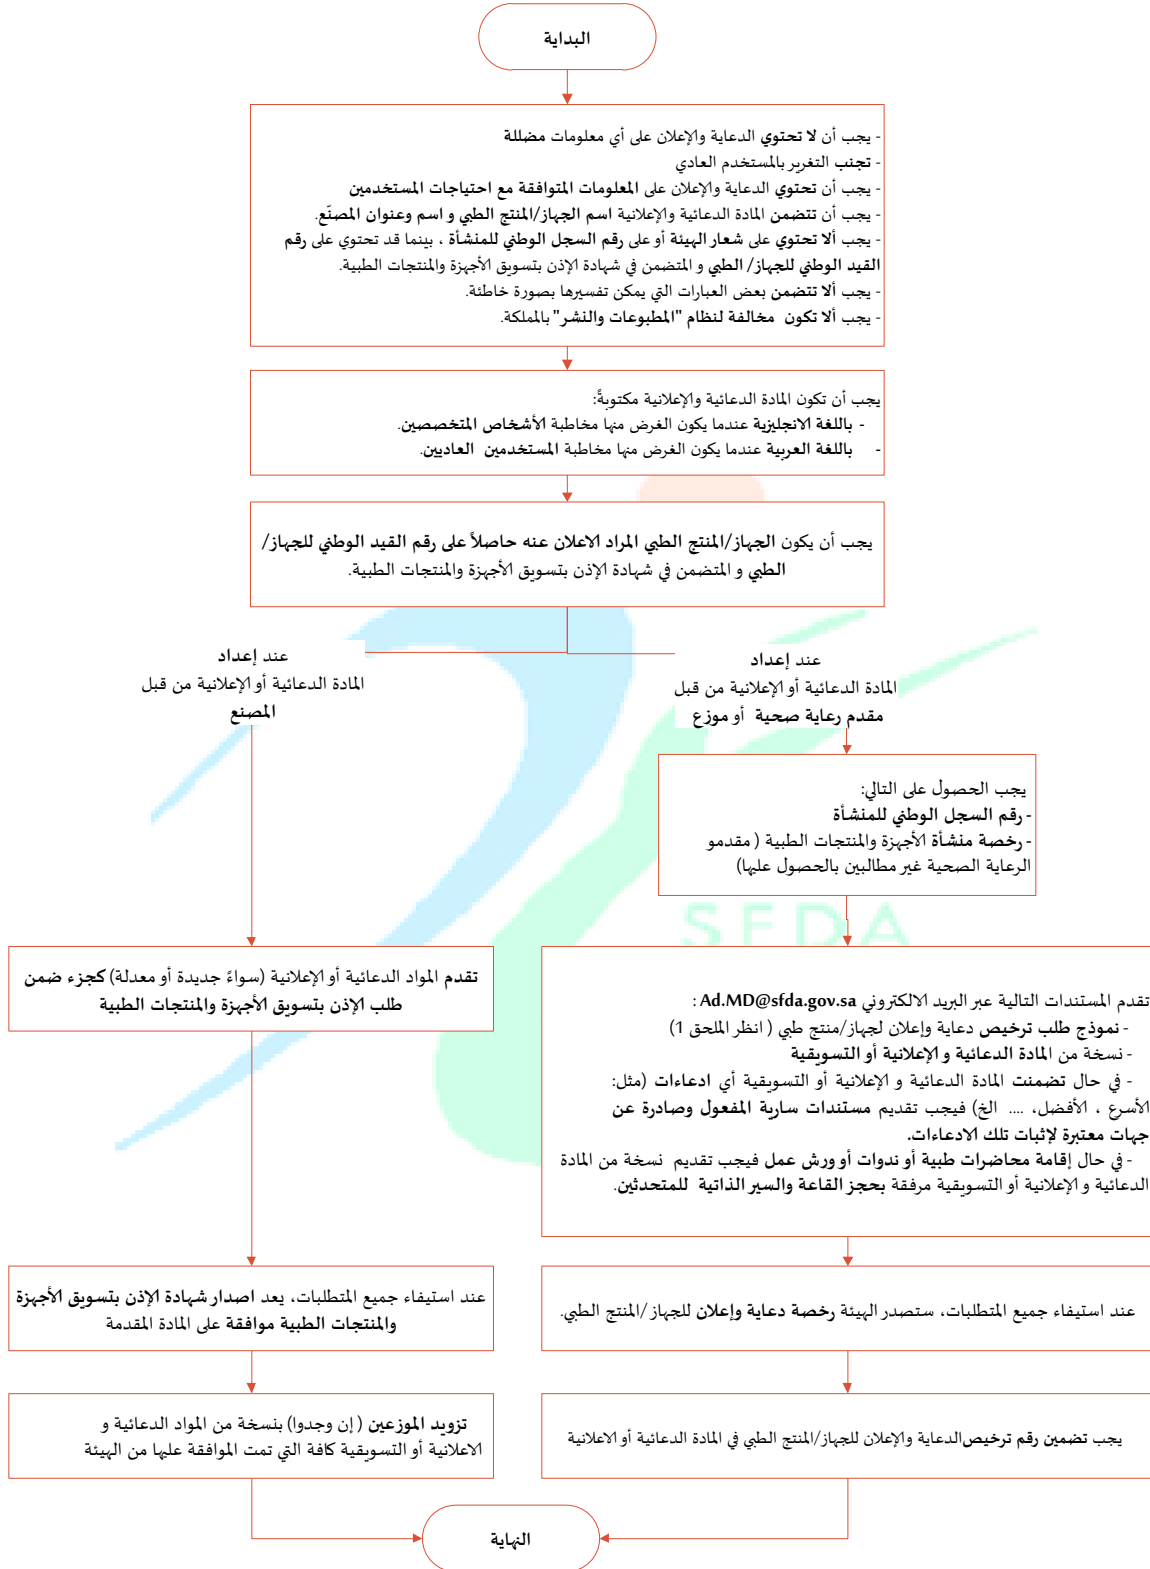 البداية
- يجب أن لا تحتوي الدعاية والإعلان على أي معلومات مضللة
- تجنب التغرير بالمستخدم العادي
- يجب أن تحتوي الدعاية والإعلان على المعلومات المتوافقة مع احتياجات المستخدمين
- يجب أن تتضمن المادة الدعائية والإعلانية اسم الجهاز/المنتج الطبي و اسم وعنوان المصنّع.
- يجب ألا تحتوي على شعار الهيئة أو على رقم السجل الوطني للمنشأة ، بينما قد تحتوي على رقم
القيد الوطني للجهاز/ الطبي و المتضمن في شهادة الإذن بتسويق الأجهزة والمنتجات الطبية.
- يجب ألا تتضمن بعض العبارات التي يمكن تفسيرها بصورة خاطئة.
- يجب ألا تكون مخالفة لنظام "المطبوعات والنشر" بالمملكة.
يجب أن تكون المادة الدعائية والإعلانية مكتوبةً:
- باللغة الانجليزية عندما يكون الغرض منها مخاطبة الأشخاص المتخصصين.
- باللغة العربية عندما يكون الغرض منها مخاطبة المستخدمين العاديين.
يجب أن يكون الجهاز/المنتج الطبي المراد الاعلان عنه حاصلاً على رقم القيد الوطني للجهاز/
الطبي و المتضمن في شهادة الإذن بتسويق الأجهزة والمنتجات الطبية.
عند إعداد
المادة الدعائية أو الإعلانية من قبل
مقدم رعاية صحية أو موزع
عند إعداد
المادة الدعائية أو الإعلانية من قبل
المصنع
يجب الحصول على التالي:
- رقم السجل الوطني للمنشأة
- رخصة منشأة الأجهزة والمنتجات الطبية ( مقدمو
الرعاية الصحية غير مطالبين بالحصول عليها)
SFDA
تقدم المستندات التالية عبر البريد الالكتروني Ad.MD@sfda.gov.sa :
- نموذج طلب ترخيص دعاية وإعلان لجهاز/منتج طبي ( انظر الملحق 1)
- نسخة من المادة الدعائية و الإعلانية أو التسويقية
- في حال تضمنت المادة الدعائية و الإعلانية أو التسويقية أي ادعاءات (مثل:
الأسرع ، الأفضل، .... الخ) فيجب تقديم مستندات سارية المفعول وصادرة عن
جهات معتبرة لإثبات تلك الادعاءات.
- في حال إقامة محاضرات طبية أو ندوات أو ورش عمل فيجب تقديم نسخة من المادة
الدعائية و الإعلانية أو التسويقية مرفقة بحجز القاعة والسير الذاتية للمتحدثين.
تقدم المواد الدعائية أو الإعلانية (سواءً جديدة أو معدلة) كجزء ضمن
طلب الإذن بتسويق الأجهزة والمنتجات الطبية
عند استيفاء جميع المتطلبات، ستصدر الهيئة رخصة دعاية وإعلان للجهاز /المنتج الطبي.
عند استيفاء جميع المتطلبات، يعد اصدار شهادة الإذن بتسويق الأجهزة
والمنتجات الطبية موافقة على المادة المقدمة
يجب تضمين رقم ترخيص الدعاية والإعلان للجهاز/المنتج الطبي في المادة الدعائية أو الاعلانية
تزويد الموزعين ( إن وجدوا) بنسخة من المواد الدعائية و
الاعلانية أو التسويقية كافة التي تمت الموافقة عليها من الهيئة
النهاية